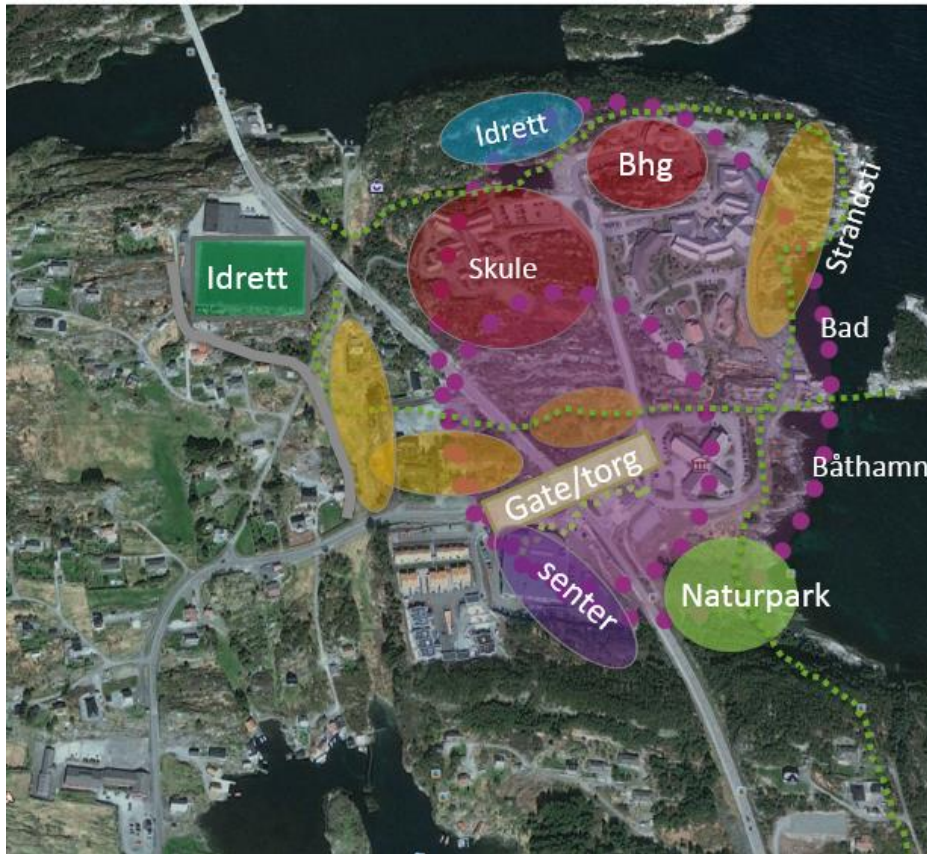 Idrett
Bhg
Skule
Strandsti
Idrett
Bad
Båthamn
Gate/torg
senter
Naturpark